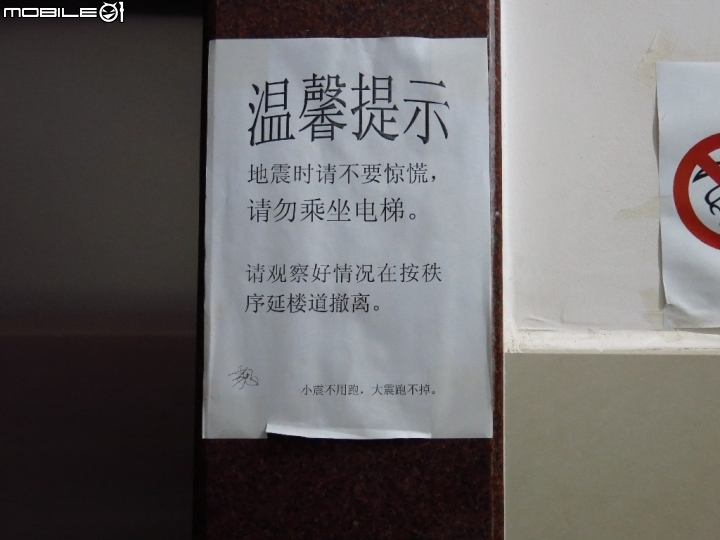 MOBILE01
温馨提示
地震时请不要惊慌，
请勿乘坐电梯。
请观察好情况在按秩
序延楼道撤离。
小震不用跑，大震跑不掉。